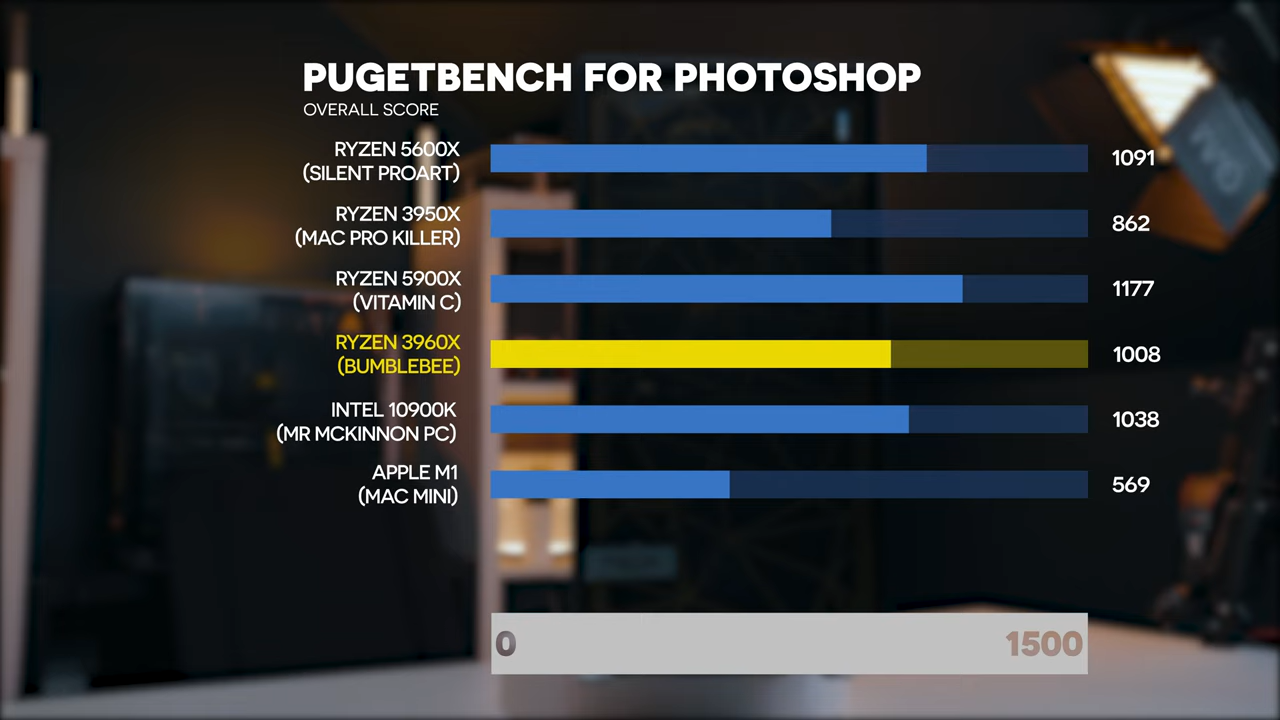 PUGETBENCH FOR PHOTOSHOP
OVERALL SCORE
RYZEN 5600X
(SILENT PROART)
1091
RYZEN 3950X
(MAC PRO KILLER)
862
RYZEN 5900X
(VITAMIN C)
1177
RYZEN 3960X
(BUMBLEBEE)
1008
INTEL 10900K
(MR MCKINNON PC)
1038
APPLE M1
(MAC MINI)
569
0 1500